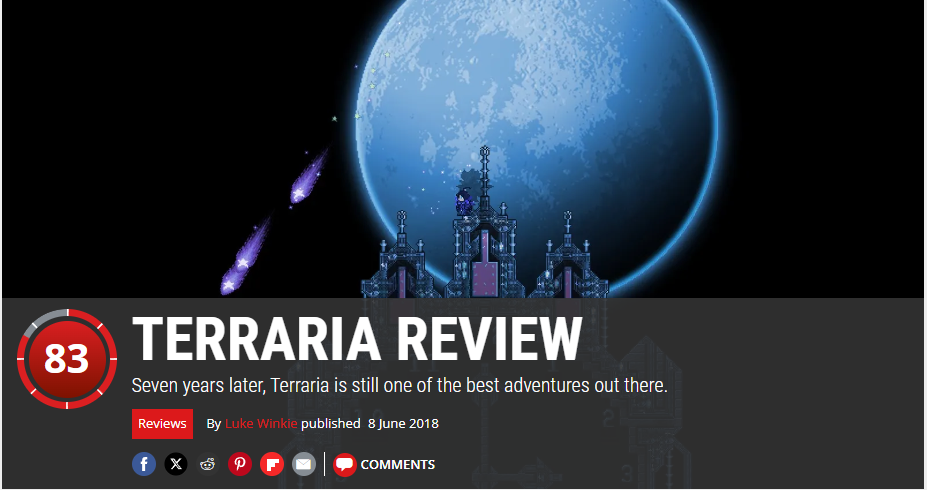 83
TERRARIA REVIEW
Seven years later, Terraria is still one of the best adventures out there.
Reviews By Luke Winkie published 8 June 2018
COMMENTS